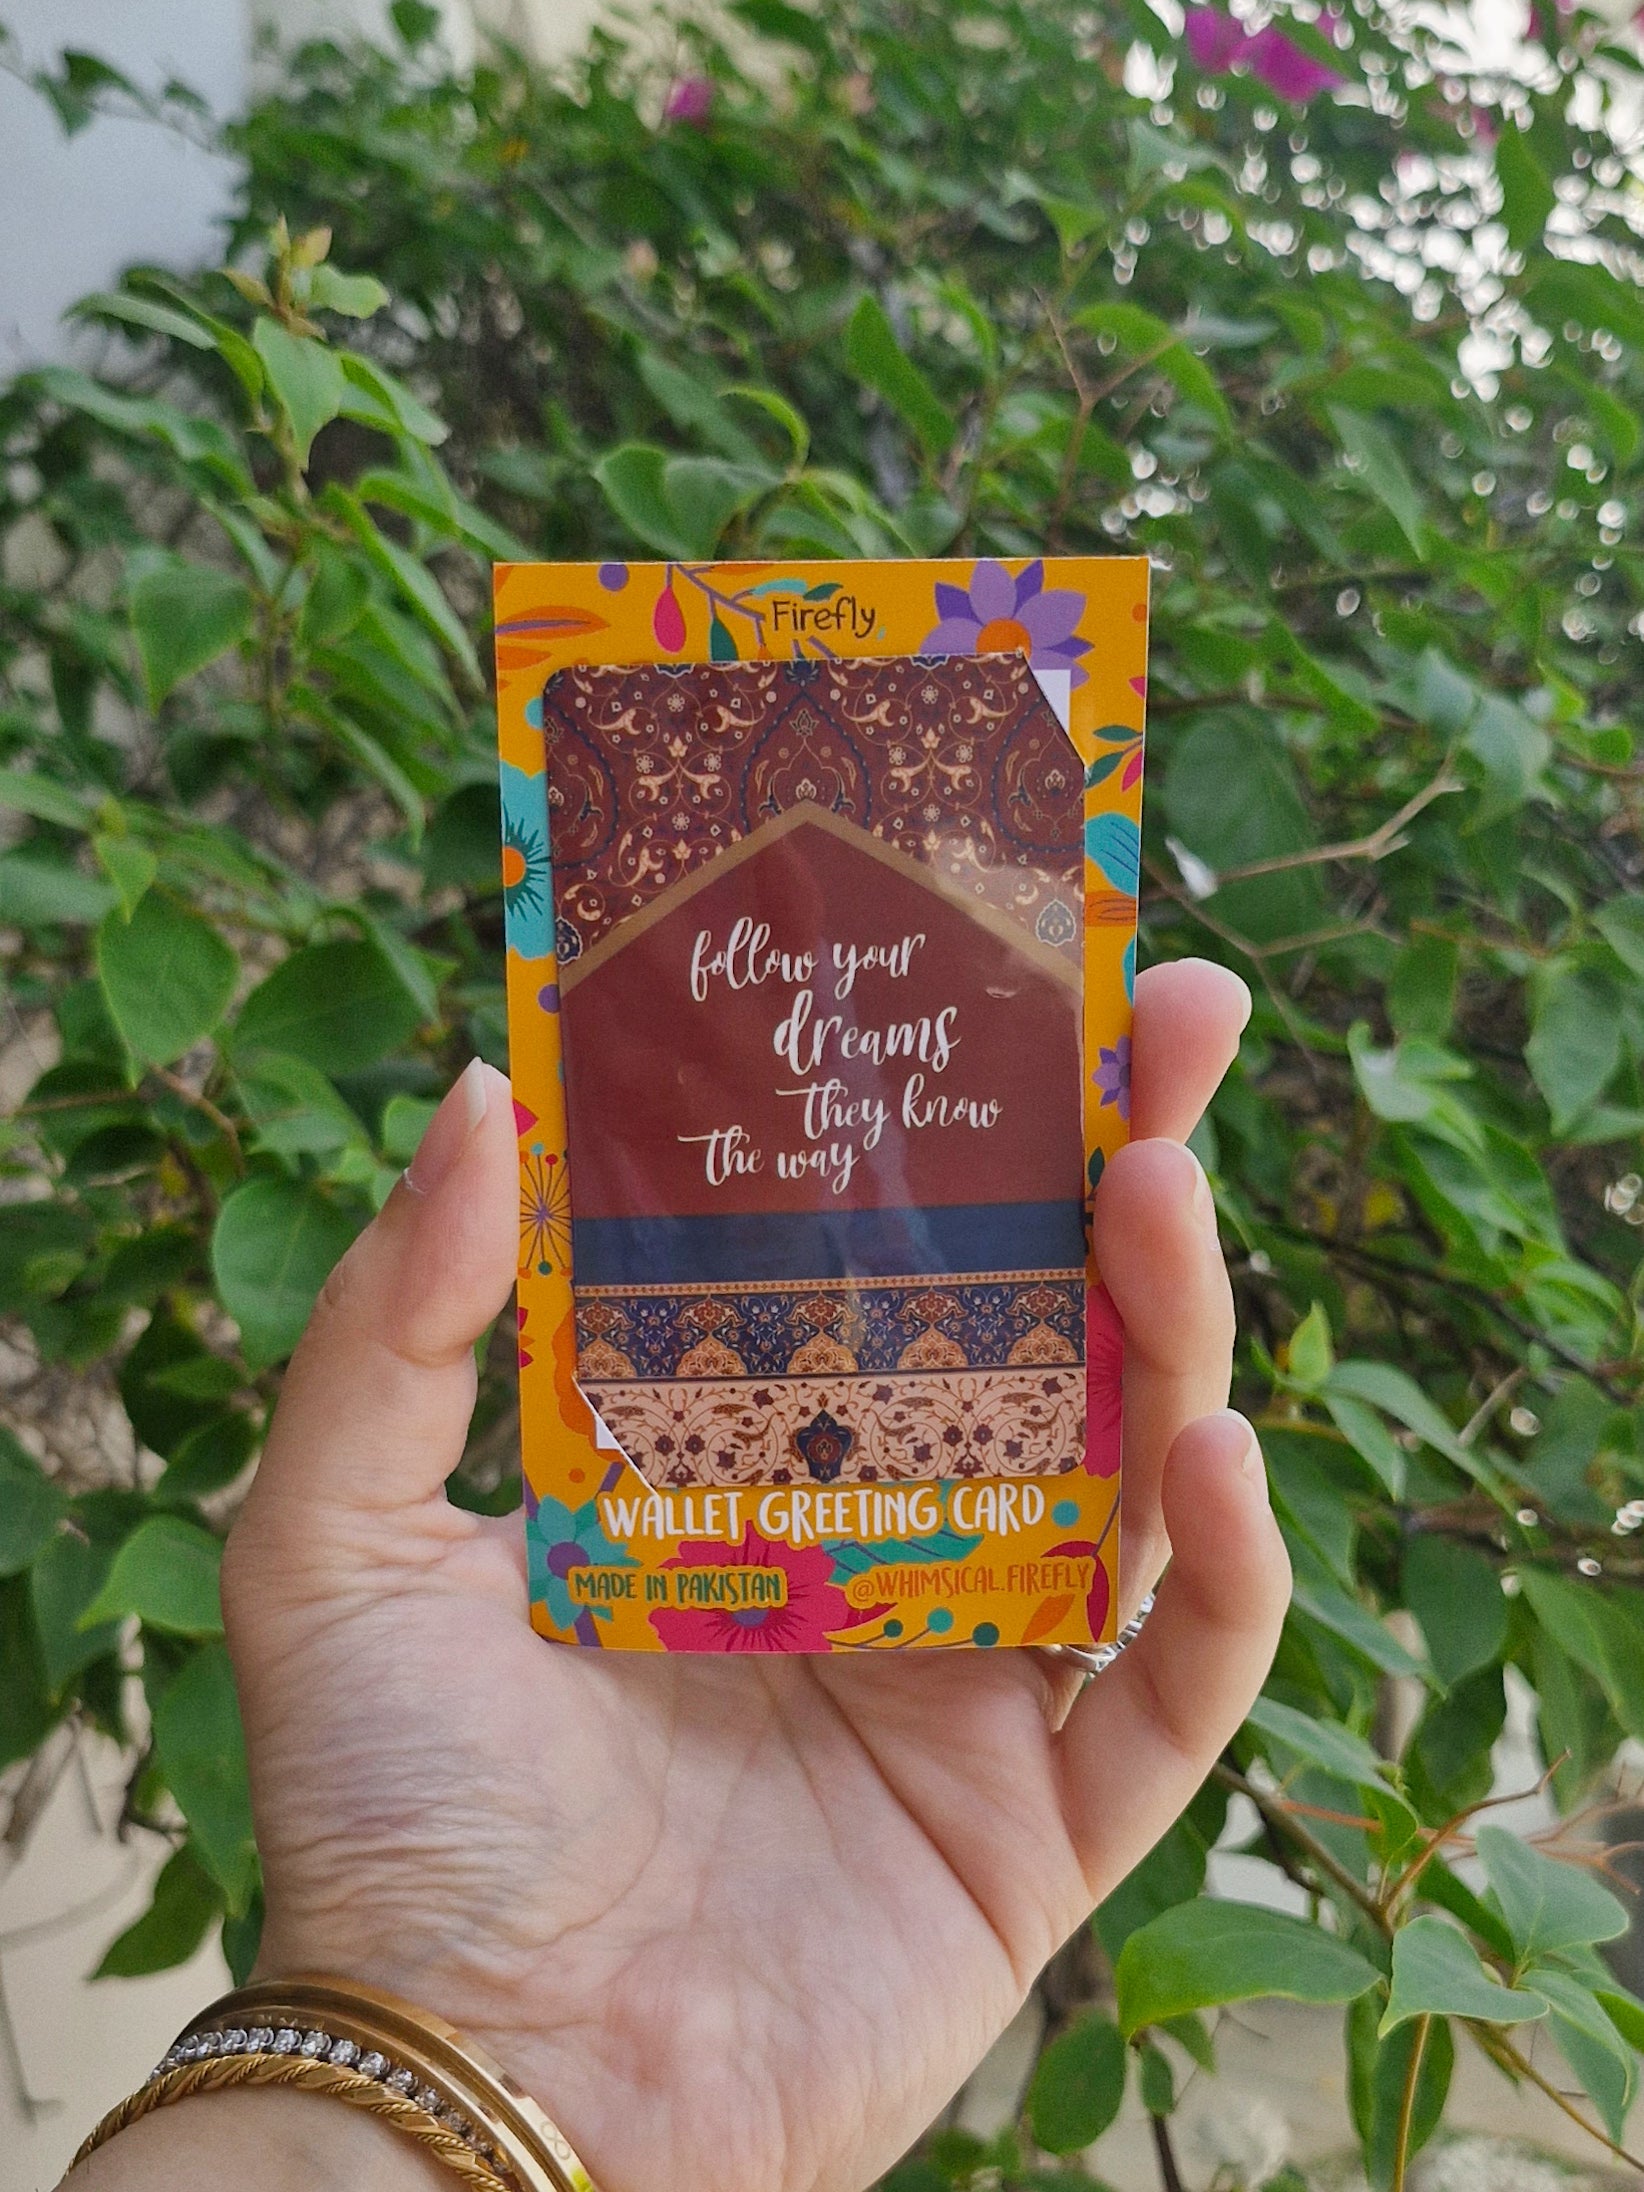 Firefly
follow your
dreams
they know
the way
WALLET GREETING CARD
MADE IN PAKISTAN
@WHIMSICAL.FIREFLY